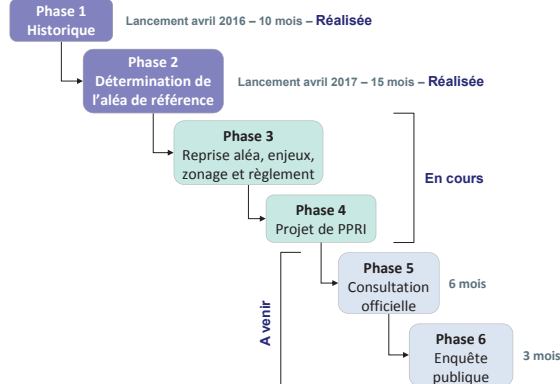 Phase 1
Historique
Lancement avril 2016 – 10 mois – Réalisée
Phase 2
Détermination de
l'aléa de référence
Lancement avril 2017 – 15 mois – Réalisée
Phase 3
Reprise aléa, enjeux,
zonage et règlement
En cours
Phase 4
Projet de PPRI
A venir
Phase 5
Consultation
officielle
6 mois
Phase 6
Enquête
publique
3 mois